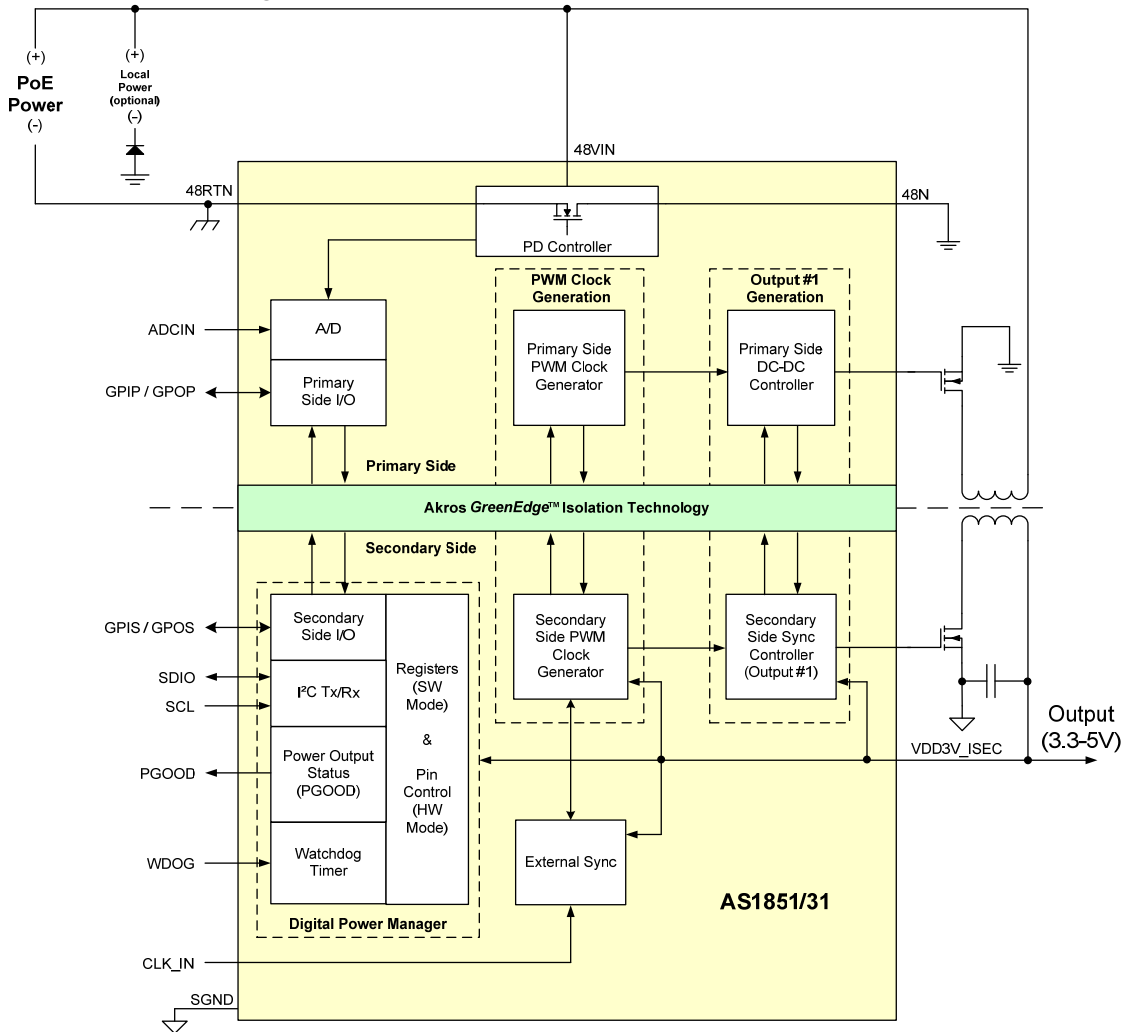 (+)
PoE
Power
(-)
(+)
Local
Power
(optional)
(-)
48VIN
48RTN
48N
PD Controller
PWM Clock
Generation
Output #1
Generation
ADCIN
A/D
GPIP / GPOP
Primary
Side I/O
Primary Side
PWM Clock
Generator
Primary Side
DC-DC
Controller
Primary Side
Akros GreenEdge™ Isolation Technology
Secondary Side
GPIS / GPOS
Secondary
Side I/O
SDIO
SCL
I²C Tx/Rx
PGOOD
Power Output
Status
(PGOOD)
WDOG
Watchdog
Timer
Registers
(SW
Mode)
&
Pin
Control
(HW
Mode)
Digital Power Manager
Secondary
Side PWM
Clock
Generator
Secondary
Side Sync
Controller
(Output #1)
Output
(3.3-5V)
VDD3V_ISEC
External Sync
AS1851/31
CLK_IN
SGND